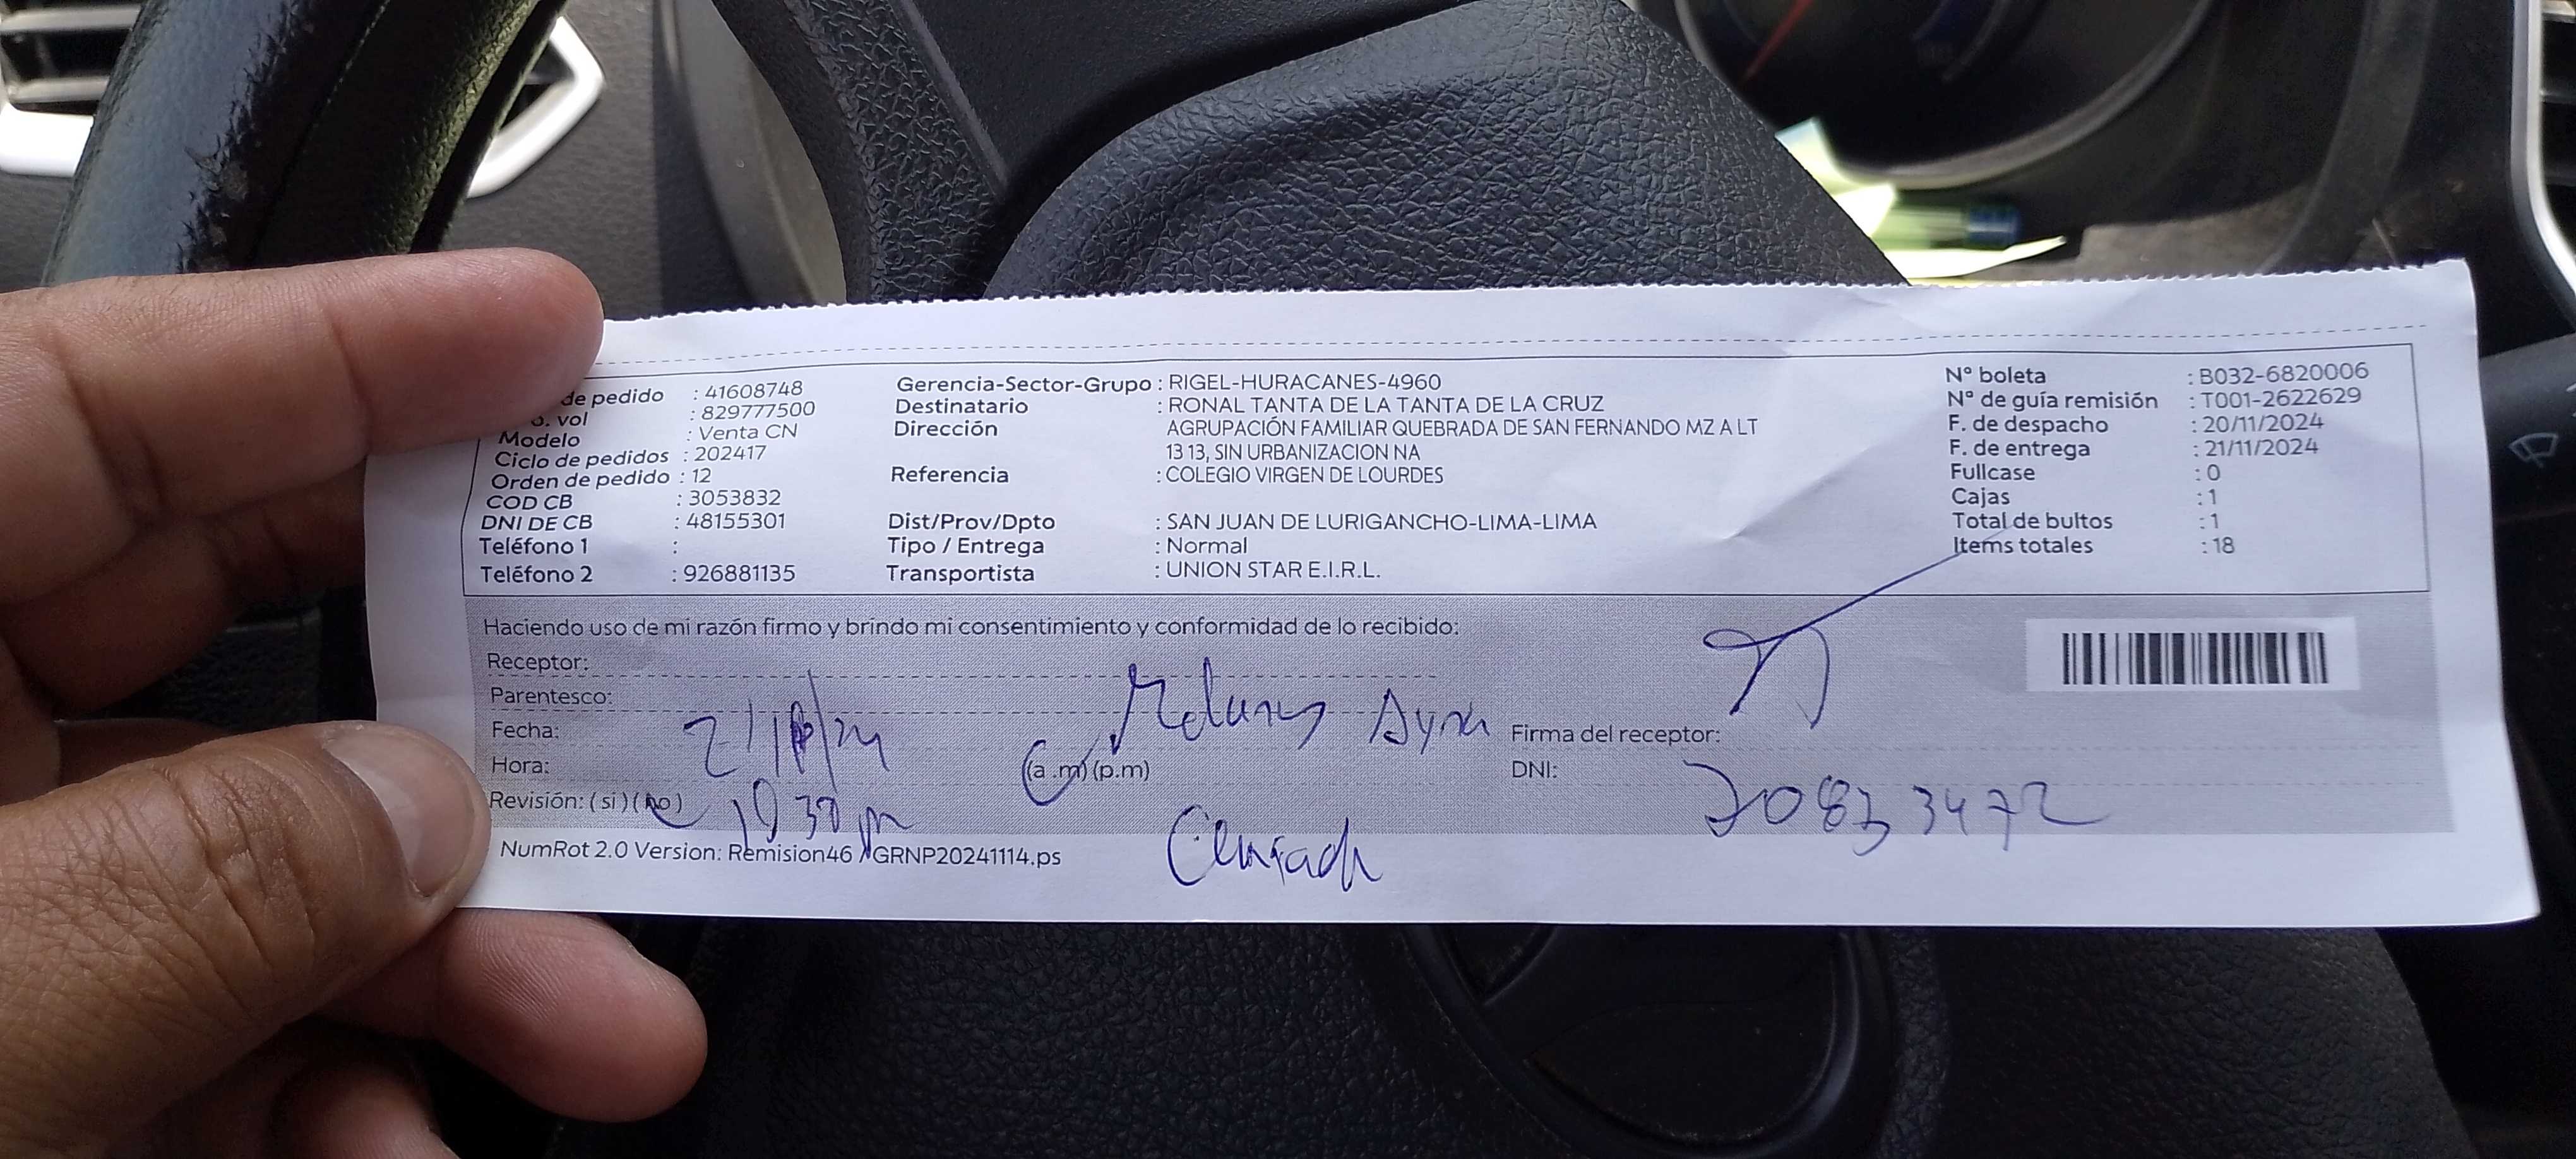 de pedido : 41608748
o. vol : 829777500
Modelo : Venta CN
Ciclo de pedidos : 202417
Orden de pedido : 12
COD CB : 3053832
DNI DE CB : 48155301
Teléfono 1 :
Teléfono 2 : 926881135
Gerencia-Sector-Grupo : RIGEL-HURACANES-4960
Destinatario : RONAL TANTA DE LA TANTA DE LA CRUZ
Dirección AGRUPACIÓN FAMILIAR QUEBRADA DE SAN FERNANDO MZ A LT
13 13, SIN URBANIZACION NA
Referencia : COLEGIO VIRGEN DE LOURDES
Dist/Prov/Dpto : SAN JUAN DE LURIGANCHO-LIMA-LIMA
Tipo / Entrega : Normal
Transportista : UNION STAR E.I.R.L.
Nº boleta : B032-6820006
Nº de guía remisión : T001-2622629
F. de despacho : 20/11/2024
F. de entrega : 21/11/2024
Fullcase : 0
Cajas : 1
Total de bultos : 1
Items totales : 18
Haciendo uso de mi razón firmo y brindo mi consentimiento y conformidad de lo recibido:
Receptor:
Parentesco:
Fecha:
Hora: (a .m) (p.m)
Revisión: (si) (no) 10 30
Firma del receptor:
DNI: 70833472
NumRot 2.0 Version: Remision46 / GRNP20241114.ps